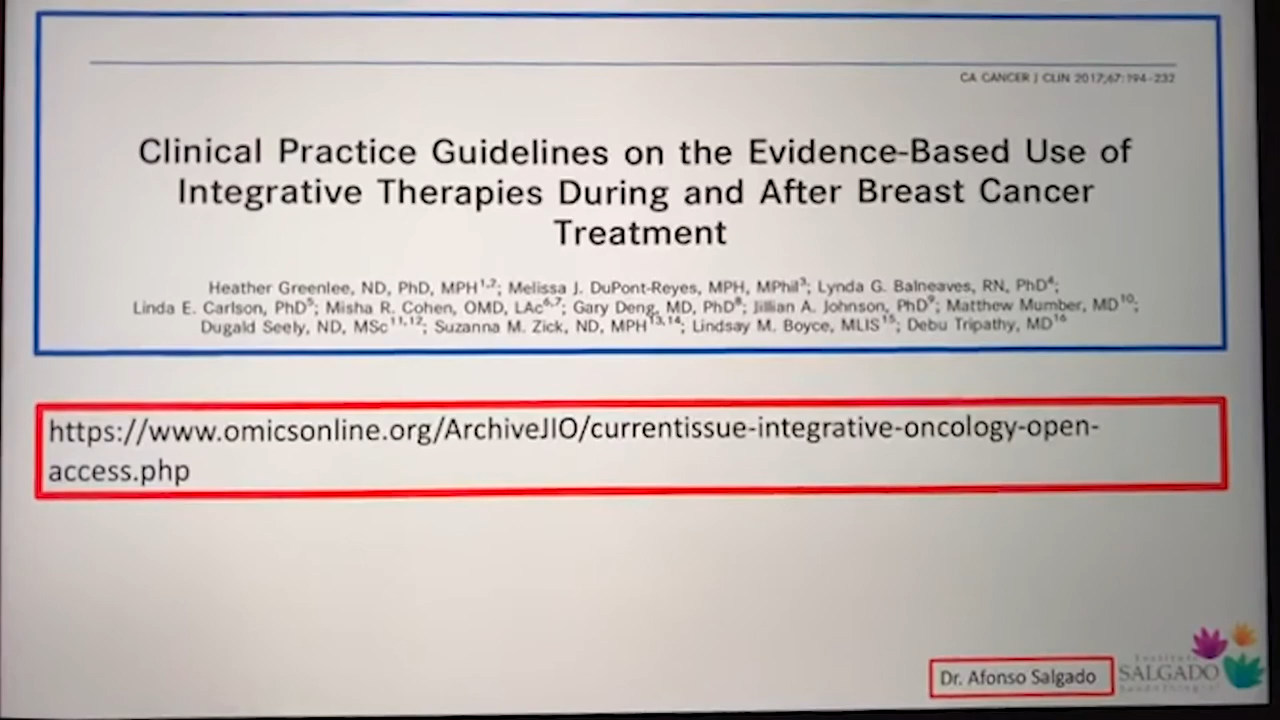 CA CANCER J CLIN 2017;67:194–232
Clinical Practice Guidelines on the Evidence-Based Use of
Integrative Therapies During and After Breast Cancer
Treatment
Heather Greenlee, ND, PhD, MPH1,2; Melissa J. DuPont-Reyes, MPH, MPhil3; Lynda G. Balneaves, RN, PhD4;
Linda E. Carlson, PhD5; Misha R. Cohen, OMD, LAc6,7; Gary Deng, MD, PhD8; Jillian A. Johnson, PhD9; Matthew Mumber, MD10;
Dugald Seely, ND, MSc11,12; Suzanna M. Zick, ND, MPH13,14; Lindsay M. Boyce, MLIS15; Debu Tripathy, MD16
https://www.omicsonline.org/ArchiveJIO/currentissue-integrative-oncology-open-
access.php
Dr. Afonso Salgado
Instituto
SALGADO